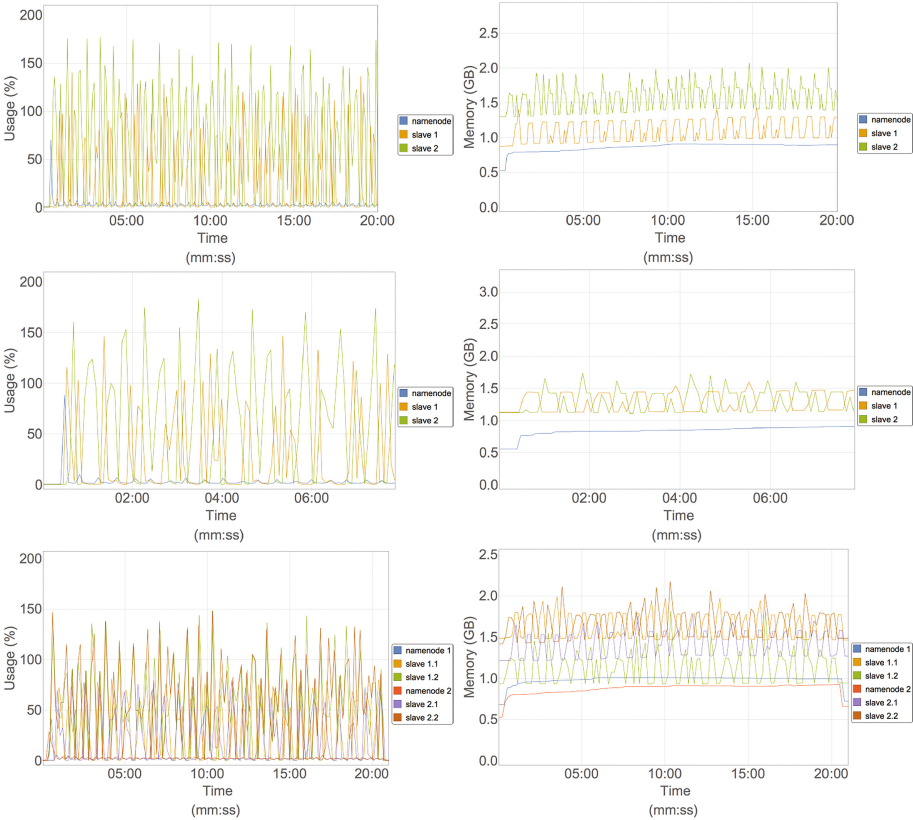 200
150
100
50
0
Usage (%)
05:00 10:00 15:00 20:00
Time
(mm:ss)
namenode
slave 1
slave 2
2.5
2.0
1.5
1.0
0.5
0.0
Memory (GB)
05:00 10:00 15:00 20:00
Time
(mm:ss)
namenode
slave 1
slave 2
200
150
100
50
0
Usage (%)
02:00 04:00 06:00
Time
(mm:ss)
namenode
slave 1
slave 2
3.0
2.5
2.0
1.5
1.0
0.5
0.0
Memory (GB)
02:00 04:00 06:00
Time
(mm:ss)
namenode
slave 1
slave 2
200
150
100
50
0
Usage (%)
05:00 10:00 15:00 20:00
Time
(mm:ss)
namenode 1
slave 1.1
slave 1.2
namenode 2
slave 2.1
slave 2.2
2.5
2.0
1.5
1.0
0.5
0.0
Memory (GB)
05:00 10:00 15:00 20:00
Time
(mm:ss)
namenode 1
slave 1.1
slave 1.2
namenode 2
slave 2.1
slave 2.2